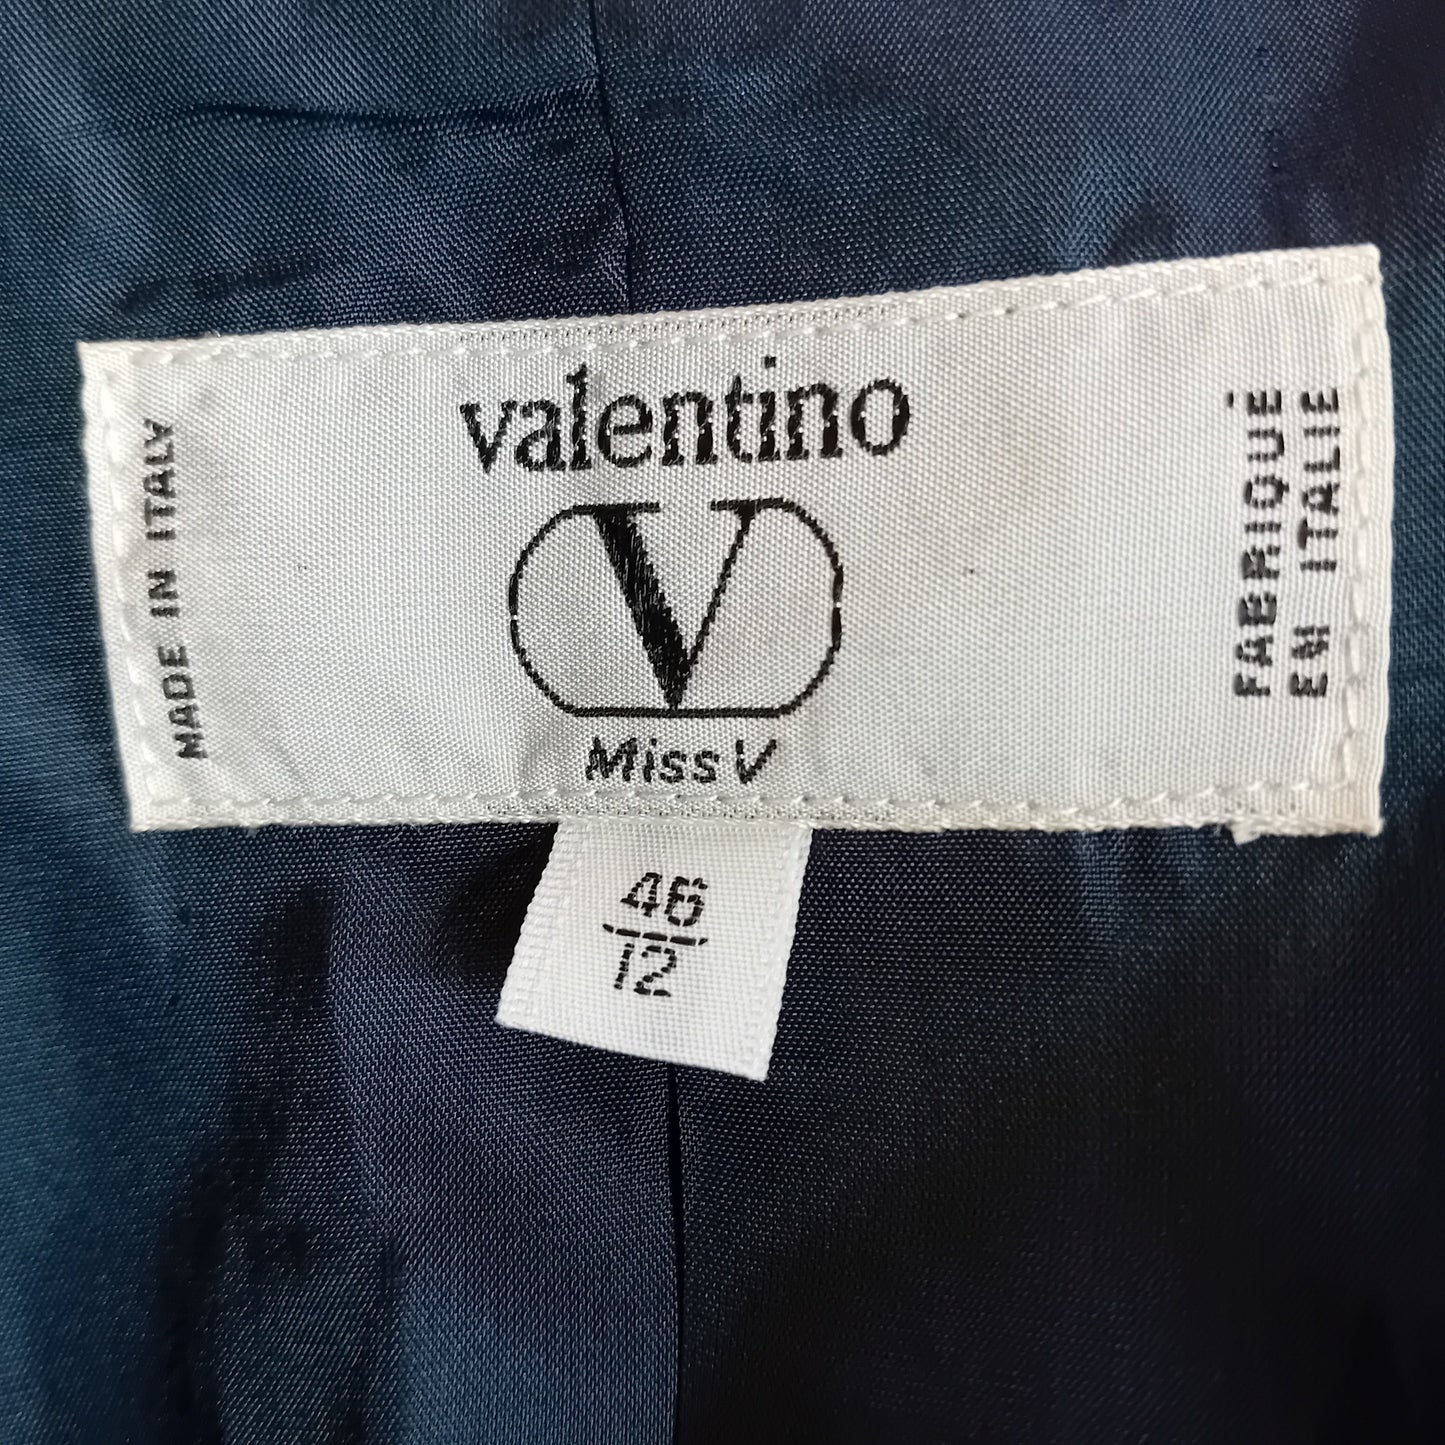 valentino
V
Miss V
MADE IN ITALY
FABRIQUÉ
EN ITALIE
46
12